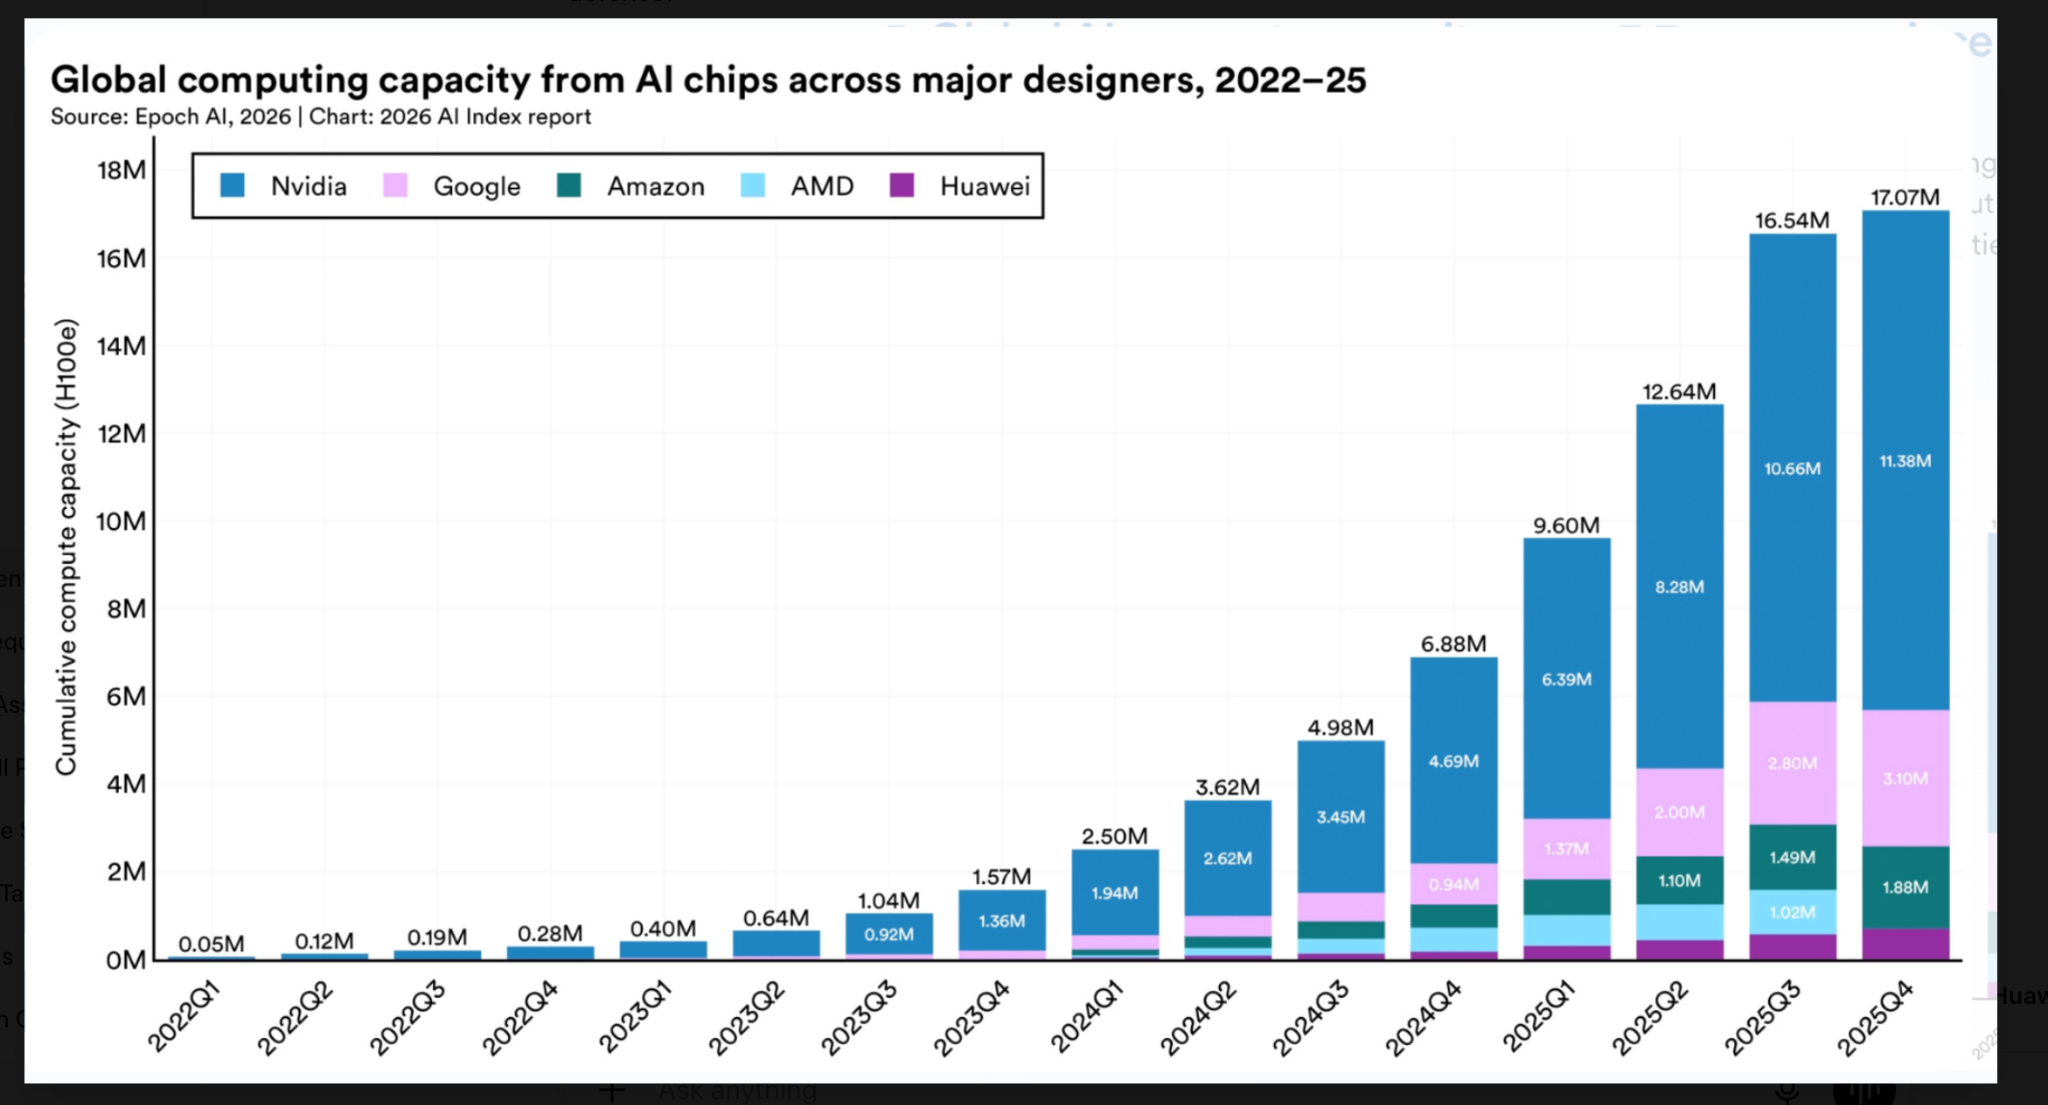 Global computing capacity from AI chips across major designers, 2022–25
Source: Epoch AI, 2026 | Chart: 2026 AI Index report
Nvidia Google Amazon AMD Huawei
Cumulative compute capacity (H100e)
18M
16M
14M
12M
10M
8M
6M
4M
2M
0M
0.05M
0.12M
0.19M
0.28M
0.40M
0.64M
1.04M
0.92M
1.57M
1.36M
2.50M
1.94M
3.62M
2.62M
4.98M
3.45M
6.88M
4.69M
0.94M
9.60M
6.39M
1.37M
12.64M
8.28M
2.00M
1.10M
16.54M
10.66M
2.80M
1.49M
1.02M
17.07M
11.38M
3.10M
1.88M
2022Q1 2022Q2 2022Q3 2022Q4 2023Q1 2023Q2 2023Q3 2023Q4 2024Q1 2024Q2 2024Q3 2024Q4 2025Q1 2025Q2 2025Q3 2025Q4
Ask anything